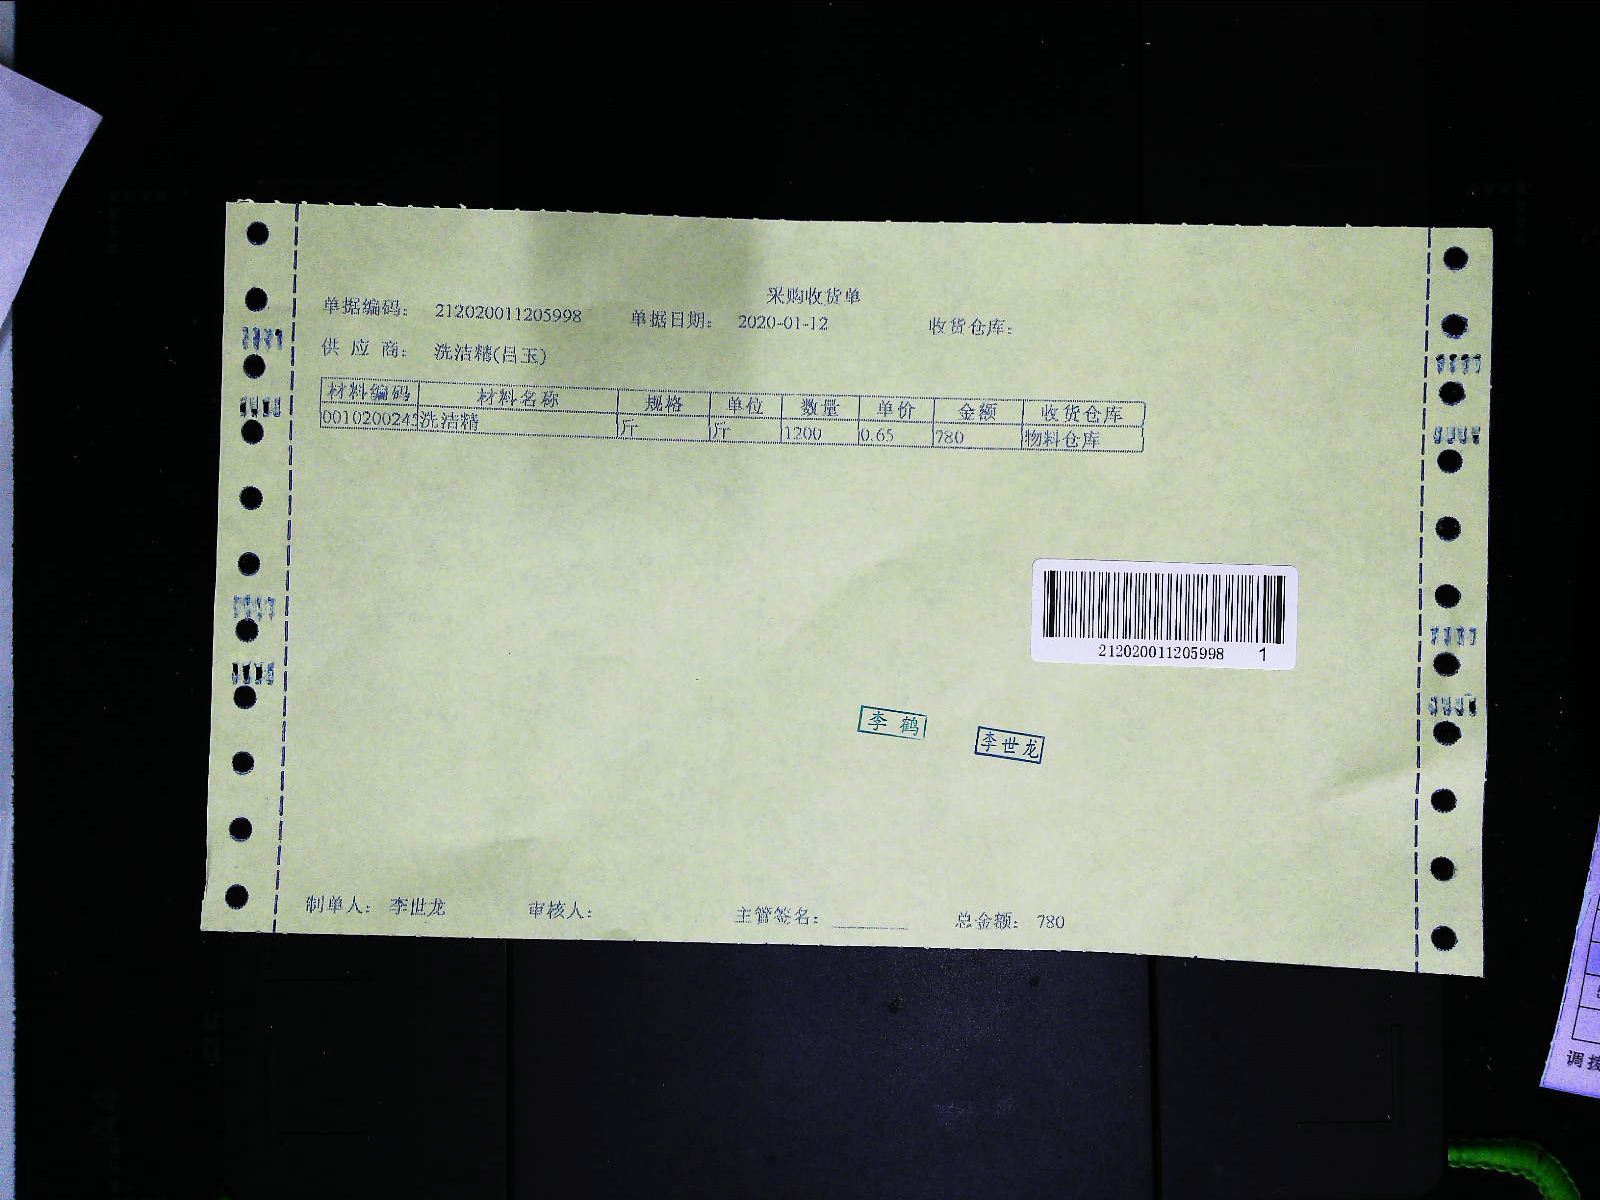 采购收货单
单据编码: 212020011205998 单据日期: 2020-01-12 收货仓库:
供 应 商: 洗洁精(吕玉)
材料编码 材料名称 规格 单位 数量 单价 金额 收货仓库
0010200245 洗洁精 斤 斤 1200 0.65 780 物料仓库
212020011205998 1
李 鹤
李世龙
制单人: 李世龙 审核人: 主管签名: 总金额: 780
调拨